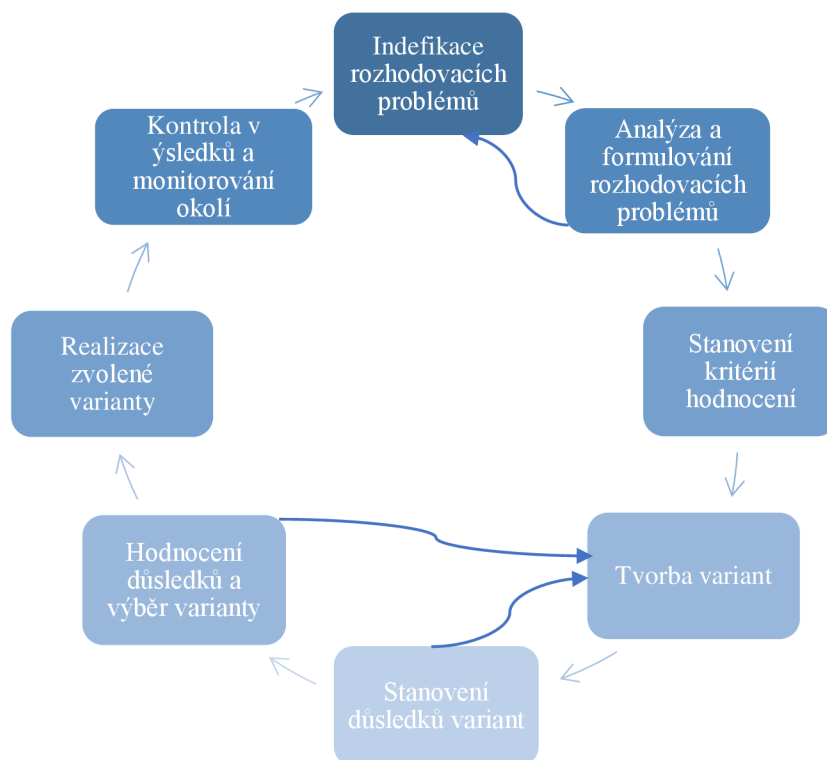 Indefikace
rozhodovacích
problémů
Analýza a
formulování
rozhodovacích
problémů
Stanovení
kritérií
hodnocení
Tvorba variant
Stanovení
důsledků variant
Hodnocení
důsledků a
výběr varianty
Realizace
zvolené
varianty
Kontrola v
ýsledků a
monitorování
okolí